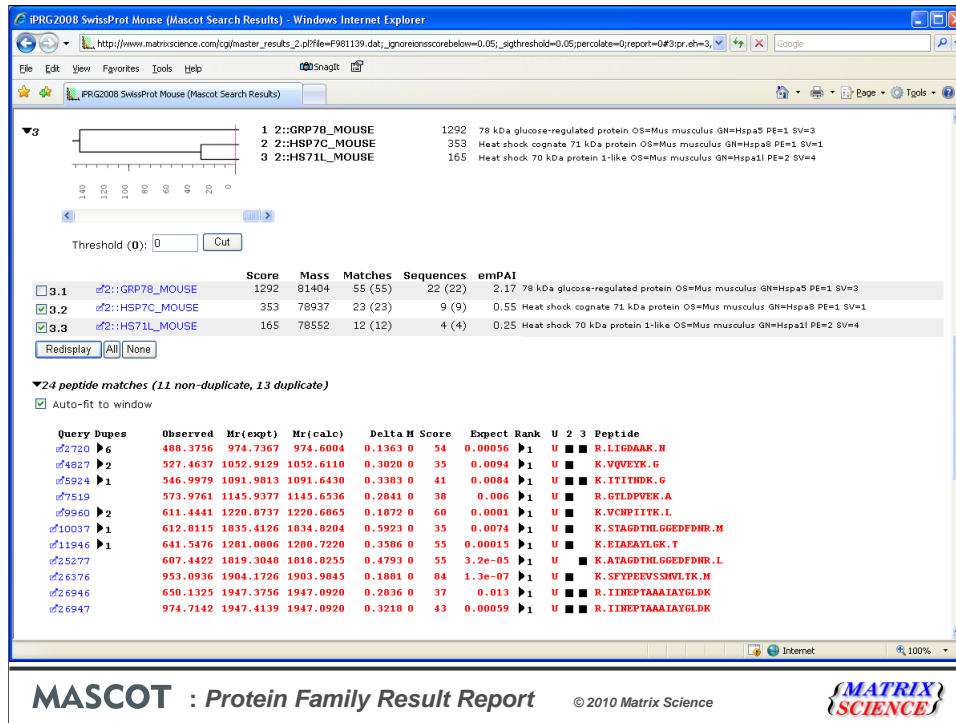 iPRG2008 SwissProt Mouse (Mascot Search Results) - Windows Internet Explorer
http://www.matrixscience.com/cgi/master_results_2.pl?file=F981139.dat;_ignoreionsscorebelow=0.05;_sigthreshold=0.05;percolate=0;report=0#3:pr.eh=3,
Google
File Edit View Favorites Tools Help SnagIt
iPRG2008 SwissProt Mouse (Mascot Search Results)
Page Tools
3
1 2::GRP78_MOUSE 1292 78 kDa glucose-regulated protein OS=Mus musculus GN=Hspa5 PE=1 SV=3
2 2::HSP7C_MOUSE 353 Heat shock cognate 71 kDa protein OS=Mus musculus GN=Hspa8 PE=1 SV=1
3 2::HS71L_MOUSE 165 Heat shock 70 kDa protein 1-like OS=Mus musculus GN=Hspa1l PE=2 SV=4
140 120 100 80 60 40 20 0
Threshold (0): 0 Cut
Score Mass Matches Sequences emPAI
3.1 2::GRP78_MOUSE 1292 81404 55 (55) 22 (22) 2.17 78 kDa glucose-regulated protein OS=Mus musculus GN=Hspa5 PE=1 SV=3
3.2 2::HSP7C_MOUSE 353 78937 23 (23) 9 (9) 0.55 Heat shock cognate 71 kDa protein OS=Mus musculus GN=Hspa8 PE=1 SV=1
3.3 2::HS71L_MOUSE 165 78552 12 (12) 4 (4) 0.25 Heat shock 70 kDa protein 1-like OS=Mus musculus GN=Hspa1l PE=2 SV=4
Redisplay All None
24 peptide matches (11 non-duplicate, 13 duplicate)
Auto-fit to window
Query Dupes Observed Mr(expt) Mr(calc) Delta M Score Expect Rank U 2 3 Peptide
2720 6 488.3756 974.7367 974.6004 0.1363 0 54 0.00056 1 U R.LIGDAAK.N
4827 2 527.4637 1052.9129 1052.6110 0.3020 0 35 0.0094 1 U K.VQVEYK.G
5924 1 546.9979 1091.9813 1091.6430 0.3383 0 41 0.0084 1 U K.ITITNDK.G
7519 573.9761 1145.9377 1145.6536 0.2841 0 38 0.006 1 U R.GTLDPVEK.A
9960 2 611.4441 1220.8737 1220.6865 0.1872 0 60 0.0001 1 U K.VCNPIITK.L
10037 1 612.8115 1835.4126 1834.8204 0.5923 0 35 0.0074 1 U K.STAGDTHLGGEDFDNR.M
11946 1 641.5476 1281.0806 1280.7220 0.3586 0 55 0.00015 1 U K.EIAEAYLGK.T
25277 607.4422 1819.3048 1818.8255 0.4793 0 55 3.2e-05 1 U K.ATAGDTHLGGEDFDNR.L
26376 953.0936 1904.1726 1903.9845 0.1881 0 84 1.3e-07 1 U K.SFYPEEVSSMVLTK.M
26946 650.1325 1947.3756 1947.0920 0.2836 0 37 0.013 1 U R.IINEPTAAAIAYGLDK
26947 974.7142 1947.4139 1947.0920 0.3218 0 43 0.00059 1 U R.IINEPTAAAIAYGLDK
Internet 100%
MASCOT : Protein Family Result Report © 2010 Matrix Science
MATRIX
SCIENCE